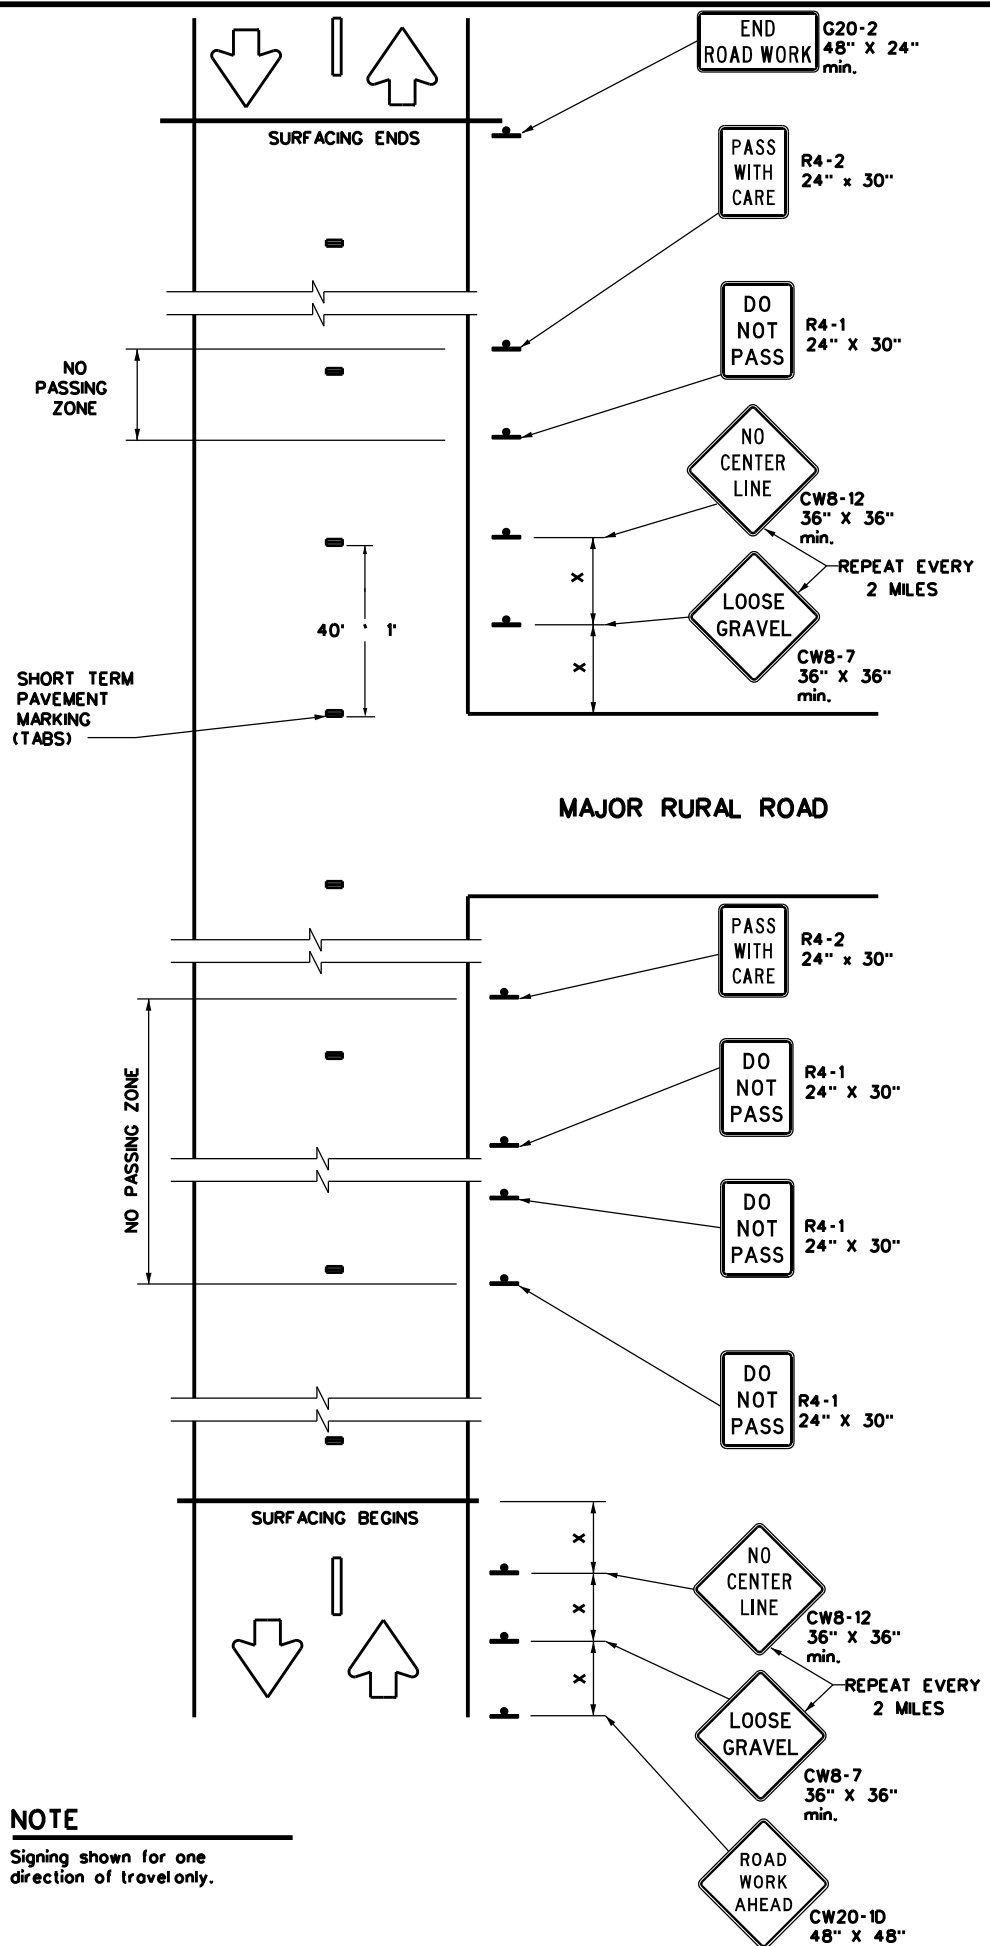 END
ROAD WORK
G20-2
48" X 24"
min.
SURFACING ENDS
PASS
WITH
CARE
R4-2
24" x 30"
DO
NOT
PASS
R4-1
24" X 30"
NO
PASSING
ZONE
NO
CENTER
LINE
CW8-12
36" X 36"
min.
X
REPEAT EVERY
2 MILES
LOOSE
GRAVEL
CW8-7
36" X 36"
min.
X
40' ' 1'
SHORT TERM
PAVEMENT
MARKING
(TABS)
MAJOR RURAL ROAD
PASS
WITH
CARE
R4-2
24" x 30"
NO PASSING ZONE
DO
NOT
PASS
R4-1
24" X 30"
DO
NOT
PASS
R4-1
24" X 30"
DO
NOT
PASS
R4-1
24" X 30"
SURFACING BEGINS
X
X
X
NO
CENTER
LINE
CW8-12
36" X 36"
min.
REPEAT EVERY
2 MILES
LOOSE
GRAVEL
CW8-7
36" X 36"
min.
ROAD
WORK
AHEAD
CW20-1D
48" X 48"
NOTE
Signing shown for one
direction of travel only.